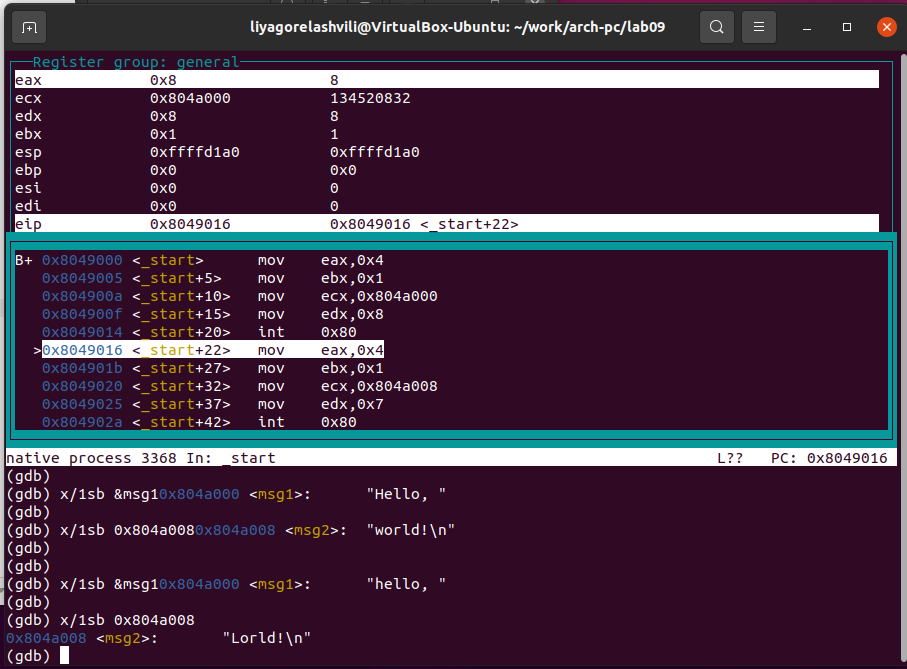 liyagorelashvili@VirtualBox-Ubuntu: ~/work/arch-pc/lab09
Register group: general
eax            0x8                 8
ecx            0x804a000           134520832
edx            0x8                 8
ebx            0x1                 1
esp            0xffffd1a0          0xffffd1a0
ebp            0x0                 0x0
esi            0x0                 0
edi            0x0                 0
eip            0x8049016           0x8049016 <_start+22>
B+ 0x8049000 <_start>      mov    eax,0x4
   0x8049005 <_start+5>    mov    ebx,0x1
   0x804900a <_start+10>   mov    ecx,0x804a000
   0x804900f <_start+15>   mov    edx,0x8
   0x8049014 <_start+20>   int    0x80
  >0x8049016 <_start+22>   mov    eax,0x4
   0x804901b <_start+27>   mov    ebx,0x1
   0x8049020 <_start+32>   mov    ecx,0x804a008
   0x8049025 <_start+37>   mov    edx,0x7
   0x804902a <_start+42>   int    0x80
native process 3368 In: _start                                                 L??   PC: 0x8049016
(gdb)
(gdb) x/1sb &msg10x804a000 <msg1>:      "Hello, "
(gdb)
(gdb) x/1sb 0x804a0080x804a008 <msg2>:  "world!\n"
(gdb)
(gdb)
(gdb) x/1sb &msg10x804a000 <msg1>:      "hello, "
(gdb)
(gdb) x/1sb 0x804a008
0x804a008 <msg2>:       "Lorld!\n"
(gdb)